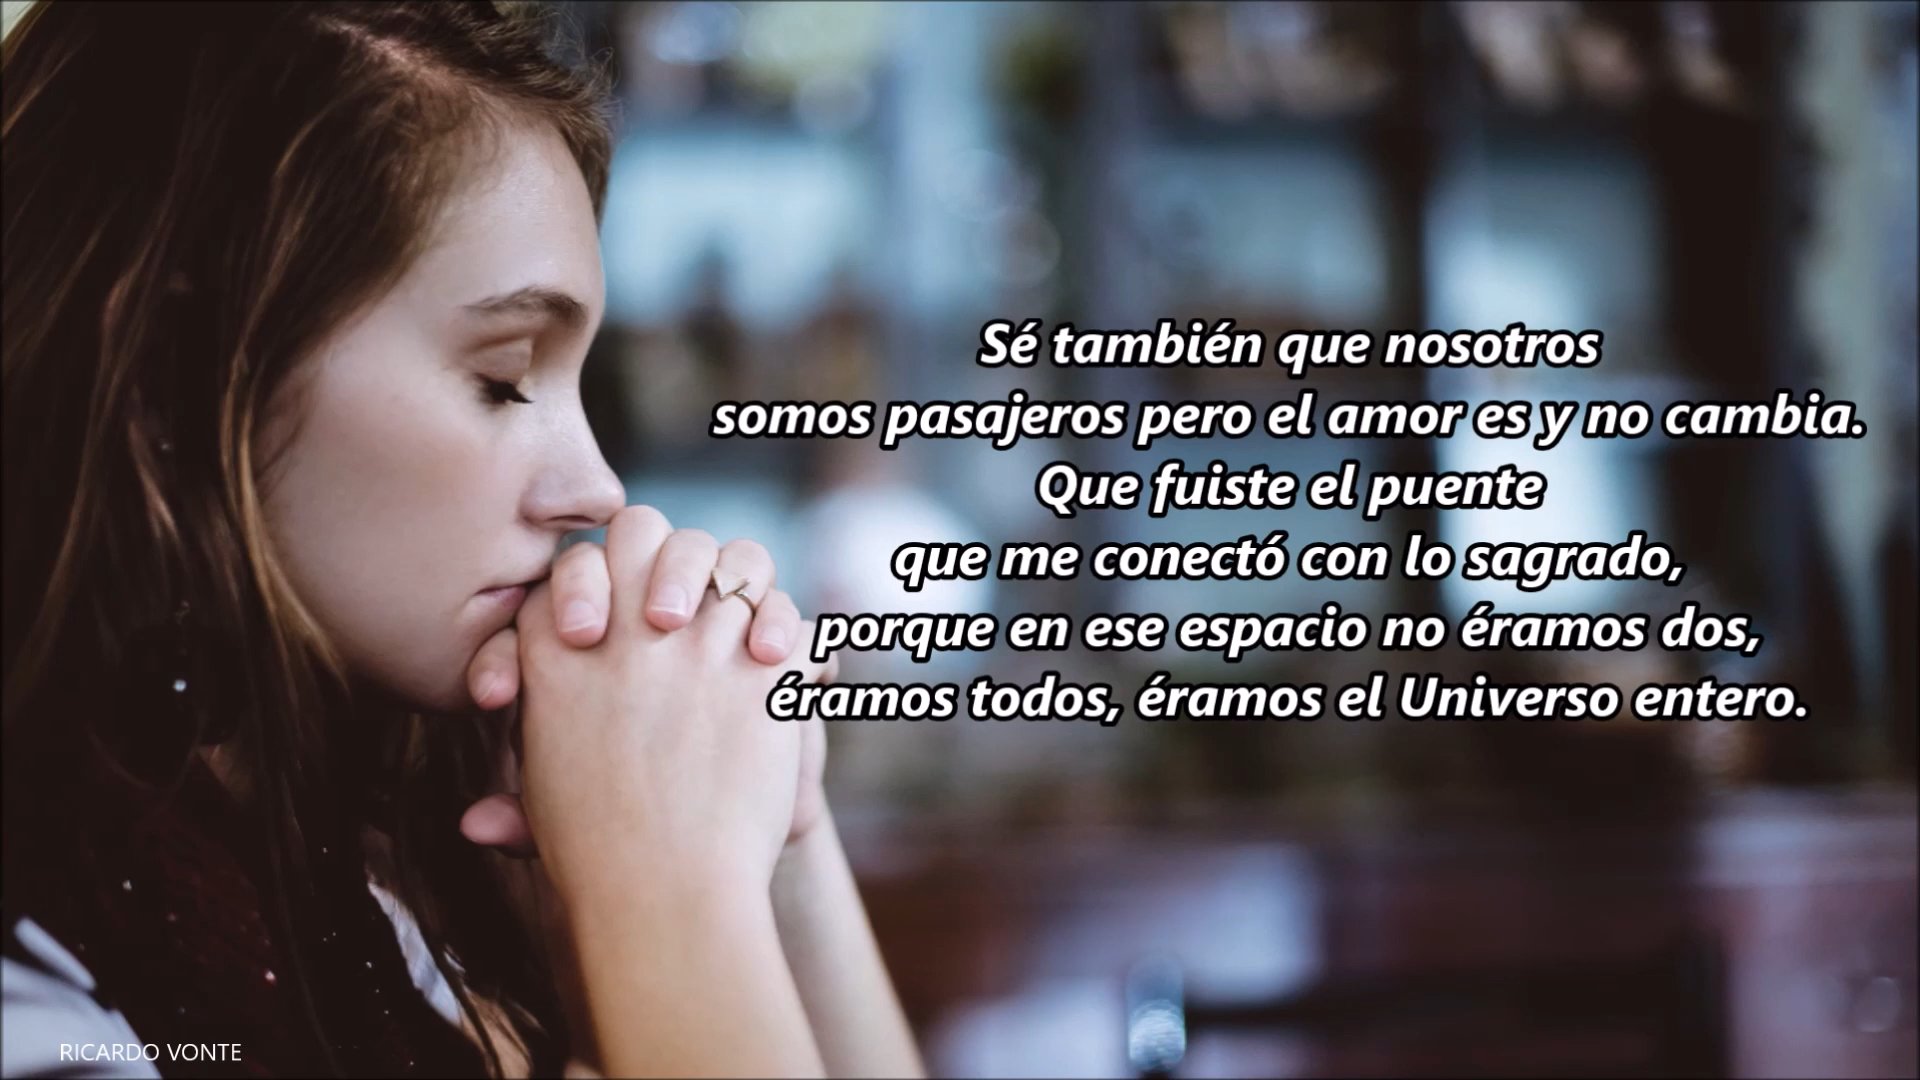 Sé también que nosotros
somos pasajeros pero el amor es y no cambia.
Que fuiste el puente
que me conectó con lo sagrado,
porque en ese espacio no éramos dos,
éramos todos, éramos el Universo entero.
RICARDO VONTE